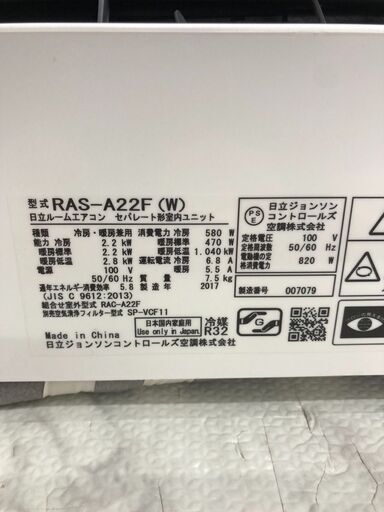 型式 RAS-A22F (W)
日立ルームエアコン セパレート形室内ユニット
種類 冷房・暖房兼用 消費電力 冷房 580 W
能力 冷房 2.2 kW 暖房標準 470 W
暖房標準 2.2 kW 暖房低温 1.040 kW
暖房低温 2.8 kW 運転電流 冷房 6.8 A
電源 100 V 暖房 5.5 A
50/60 Hz 質量 7.5 kg
通年エネルギー消費効率 5.8 製造年 2017
(JIS C 9612:2013)
組合せ室外形式 RAC-A22F
別売空気清浄フィルター型式 SP-VCF11
Made in China
日立ジョンソンコントロールズ空調株式会社
日本国内家庭用
Use only in Japan.
冷媒
R32
PS
E
日立ジョンソン
コントロールズ
空調株式会社
定格電圧 100 V
定格周波数 50/60 Hz
電動機の定
格消費電力 820 W
製造番号 007079
G